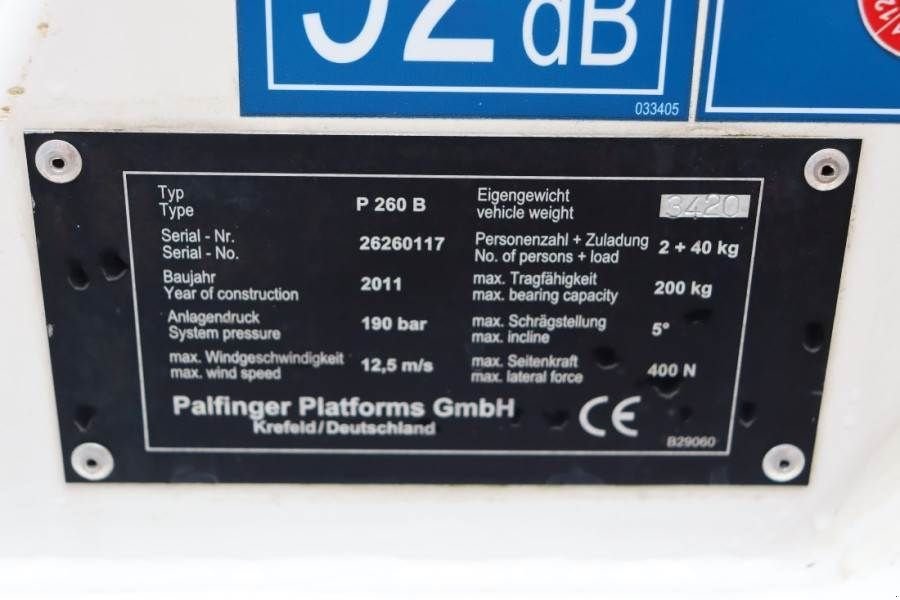 dB
033405
Typ
Type
P 260 B
Serial - Nr.
Serial - No.
26260117
Baujahr
Year of construction
2011
Anlagendruck
System pressure
190 bar
max. Windgeschwindigkeit
max. wind speed
12,5 m/s
Eigengewicht
vehicle weight
3420
Personenzahl + Zuladung
No. of persons + load
2 + 40 kg
max. Tragfähigkeit
max. bearing capacity
200 kg
max. Schrägstellung
max. incline
5°
max. Seitenkraft
max. lateral force
400 N
Palfinger Platforms GmbH
Krefeld/Deutschland
CE
B29060